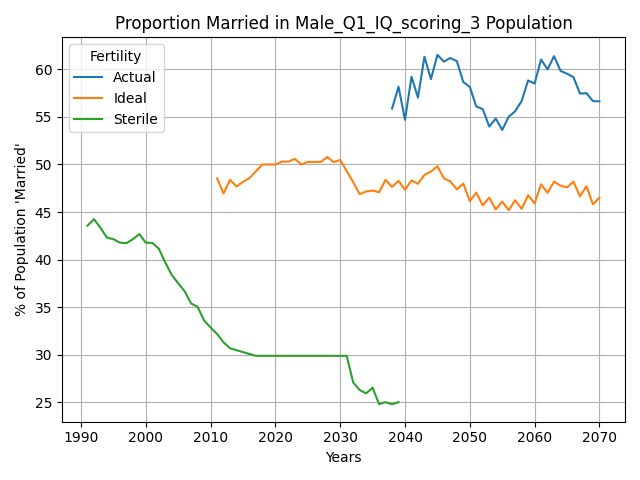 Proportion Married in Male_Q1_IQ_scoring_3 Population
Fertility
Actual
Ideal
Sterile
% of Population 'Married'
60
55
50
45
40
35
30
25
1990
2000
2010
2020
2030
2040
2050
2060
2070
Years